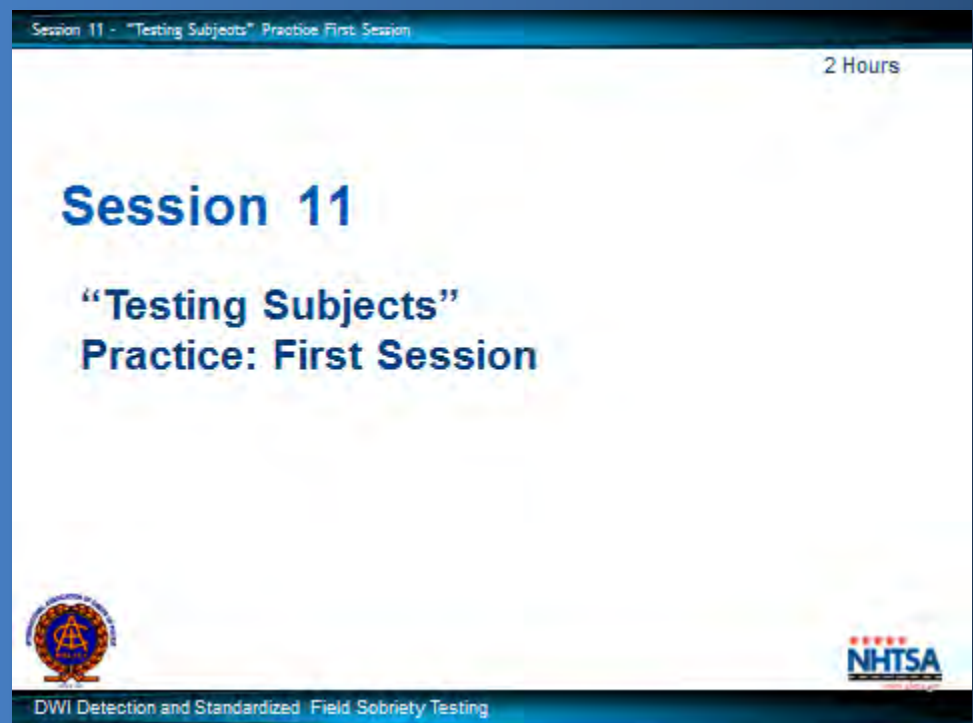 Session 11 - "Testing Subjects" Practice First Session
2 Hours
Session 11
“Testing Subjects”
Practice: First Session
NHTSA
DWI Detection and Standardized Field Sobriety Testing